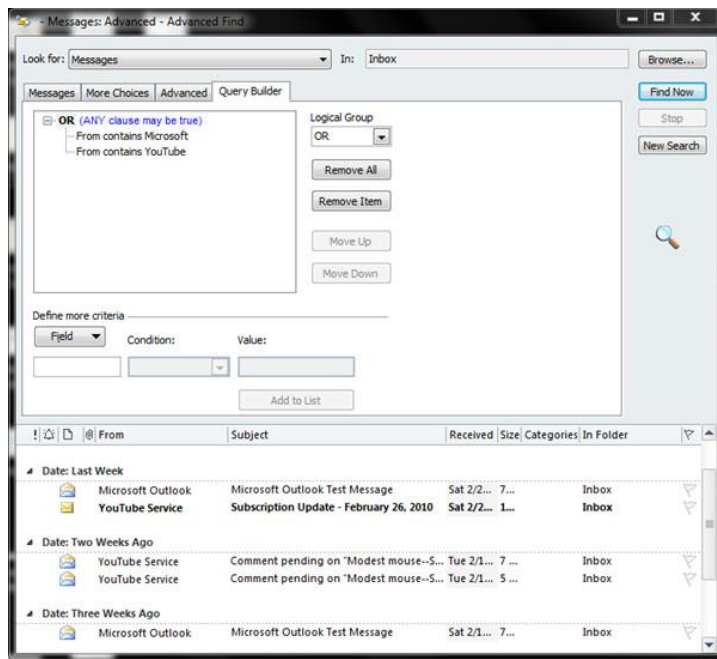 - Messages: Advanced - Advanced Find
Look for: Messages In: Inbox Browse...
Messages More Choices Advanced Query Builder Find Now
OR (ANY clause may be true) Logical Group Stop
From contains Microsoft OR
From contains YouTube New Search
Remove All
Remove Item
Move Up
Move Down
Define more criteria
Field Condition: Value:
Add to List
! From Subject Received Size Categories In Folder
Date: Last Week
Microsoft Outlook Microsoft Outlook Test Message Sat 2/2... 7... Inbox
YouTube Service Subscription Update - February 26, 2010 Sat 2/2... 1... Inbox
Date: Two Weeks Ago
YouTube Service Comment pending on "Modest mouse--S... Tue 2/1... 7 ... Inbox
YouTube Service Comment pending on "Modest mouse--S... Tue 2/1... 5 ... Inbox
Date: Three Weeks Ago
Microsoft Outlook Microsoft Outlook Test Message Sat 2/1... 7... Inbox